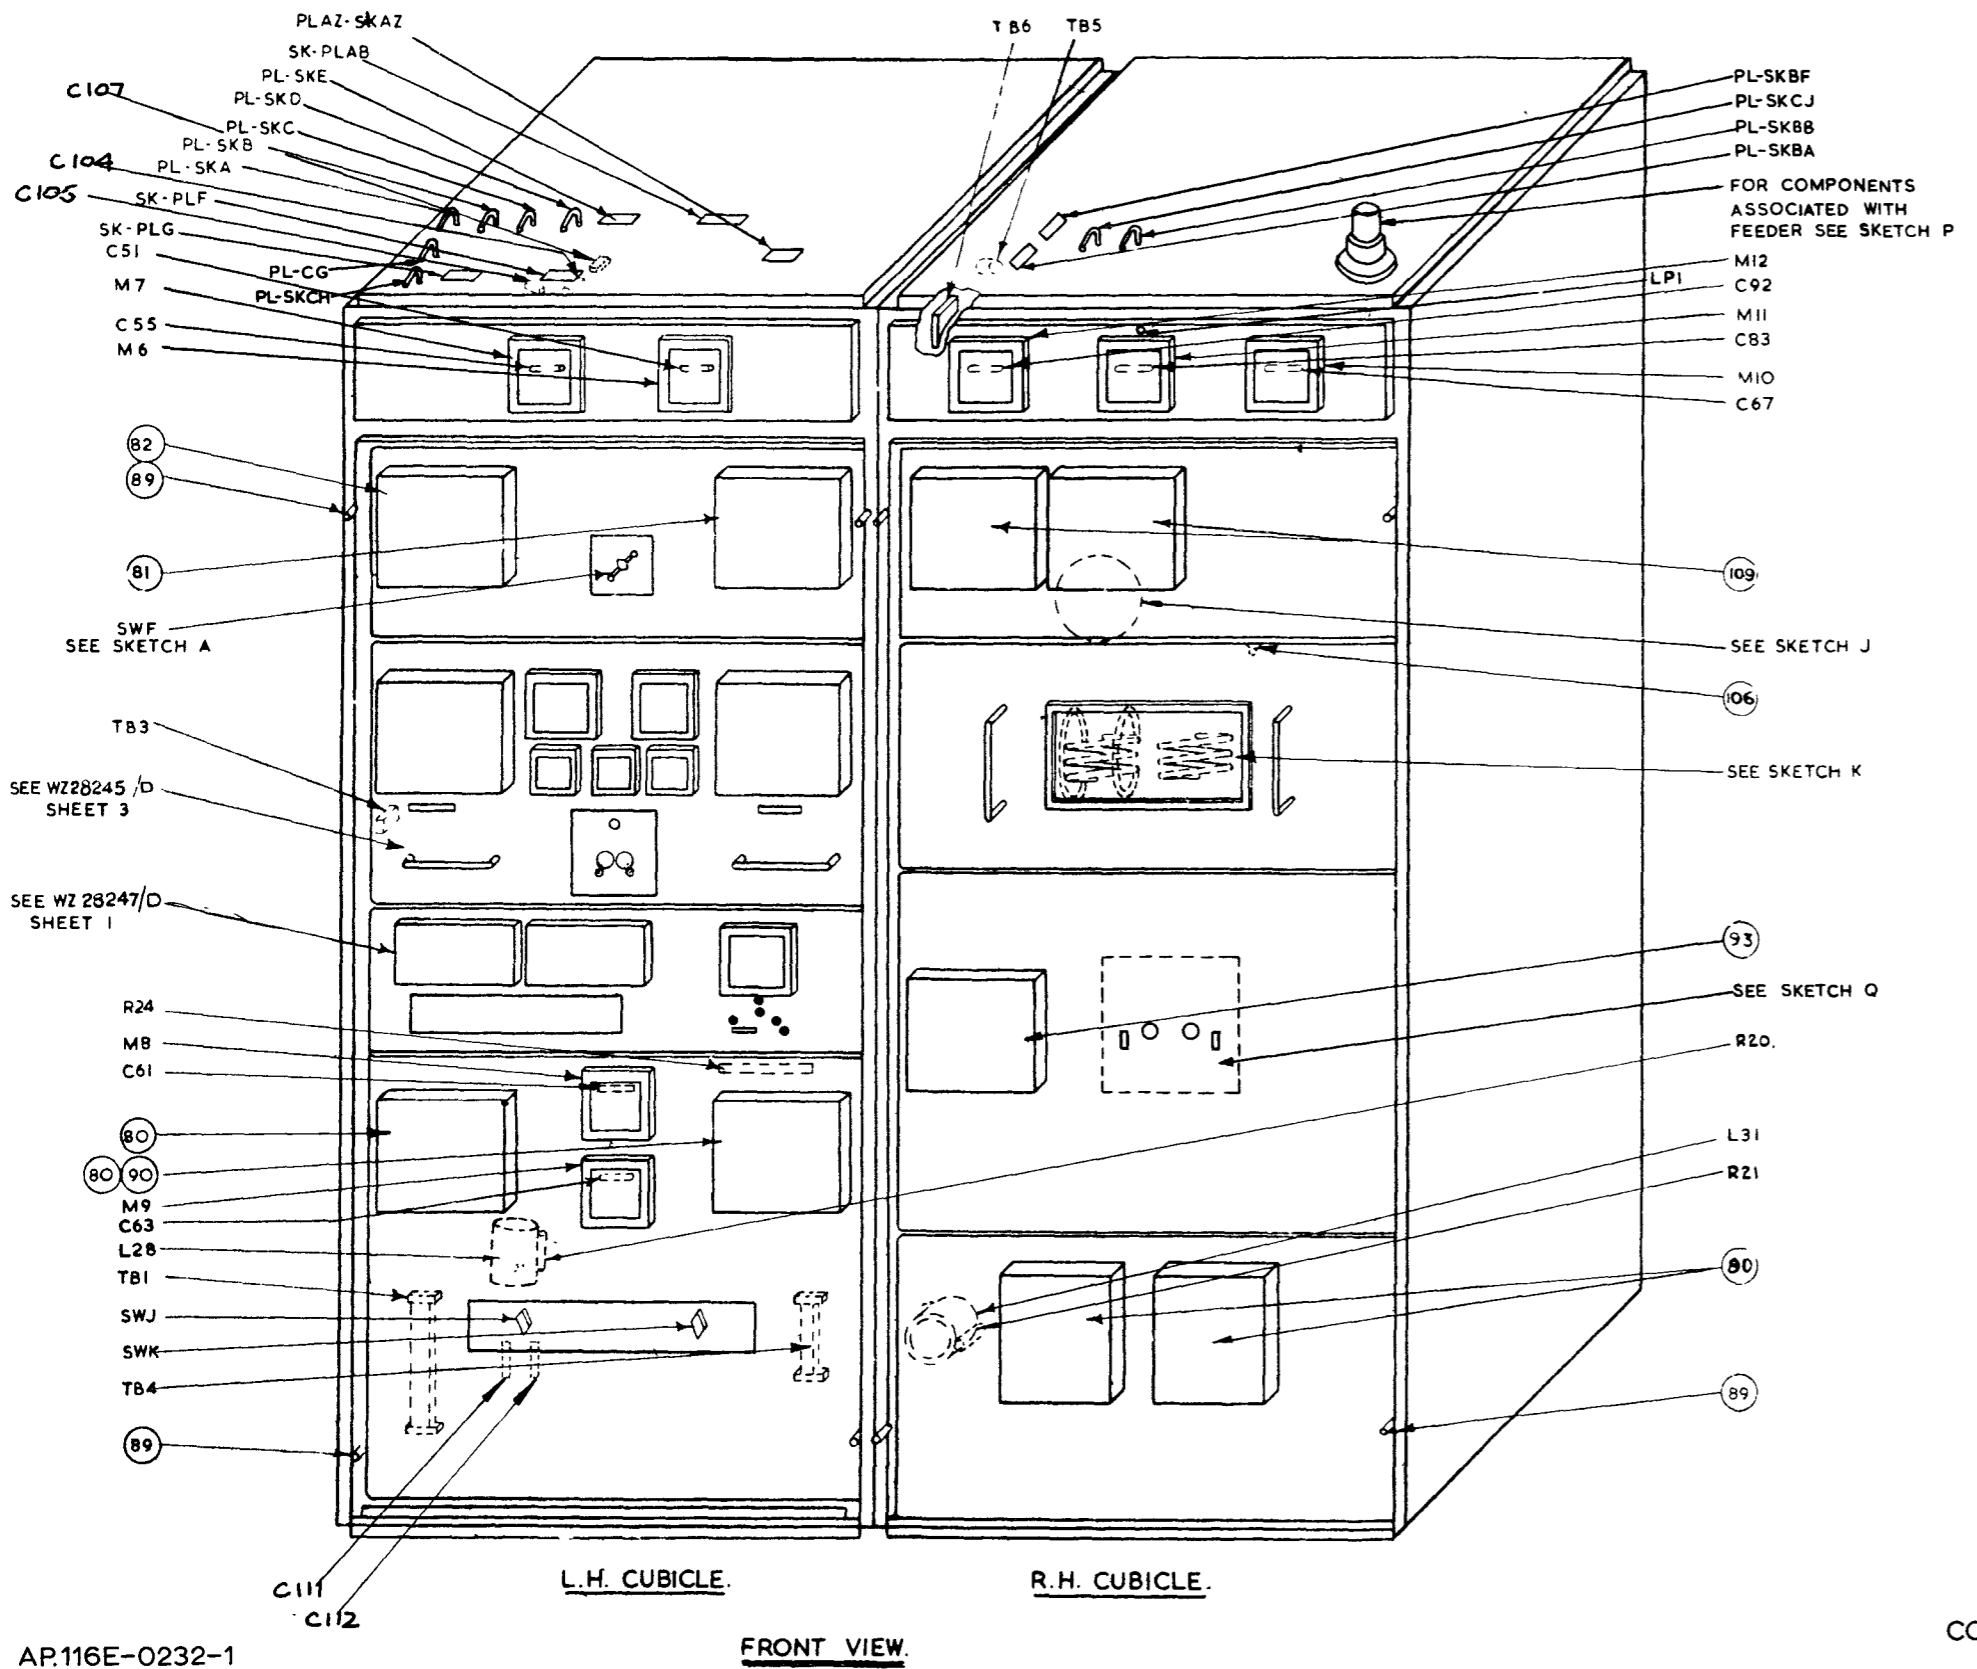 PLAZ-SKAZ
SK-PLAB
PL-SKE
C107
PL-SKD
PL-SKC
PL-SKB
C104
PL-SKA
C105
SK-PLF
SK-PLG
C51
PL-CG
M7
PL-SKCH
C55
M6
82
89
81
SWF
SEE SKETCH A
TB3
SEE WZ28245/D
SHEET 3
SEE WZ 28247/D
SHEET 1
R24
M8
C61
80
80 90
M9
C63
L28
TB1
SWJ
SWK
TB4
89
C111
C112
TB6
TB5
PL-SKBF
PL-SKCJ
PL-SKBB
PL-SKBA
FOR COMPONENTS
ASSOCIATED WITH
FEEDER SEE SKETCH P
M12
LP1
C92
M11
C83
M10
C67
109
SEE SKETCH J
106
SEE SKETCH K
93
SEE SKETCH Q
R20.
L31
R21
80
89
L.H. CUBICLE.
R.H. CUBICLE.
FRONT VIEW.
AP.116E-0232-1
CO